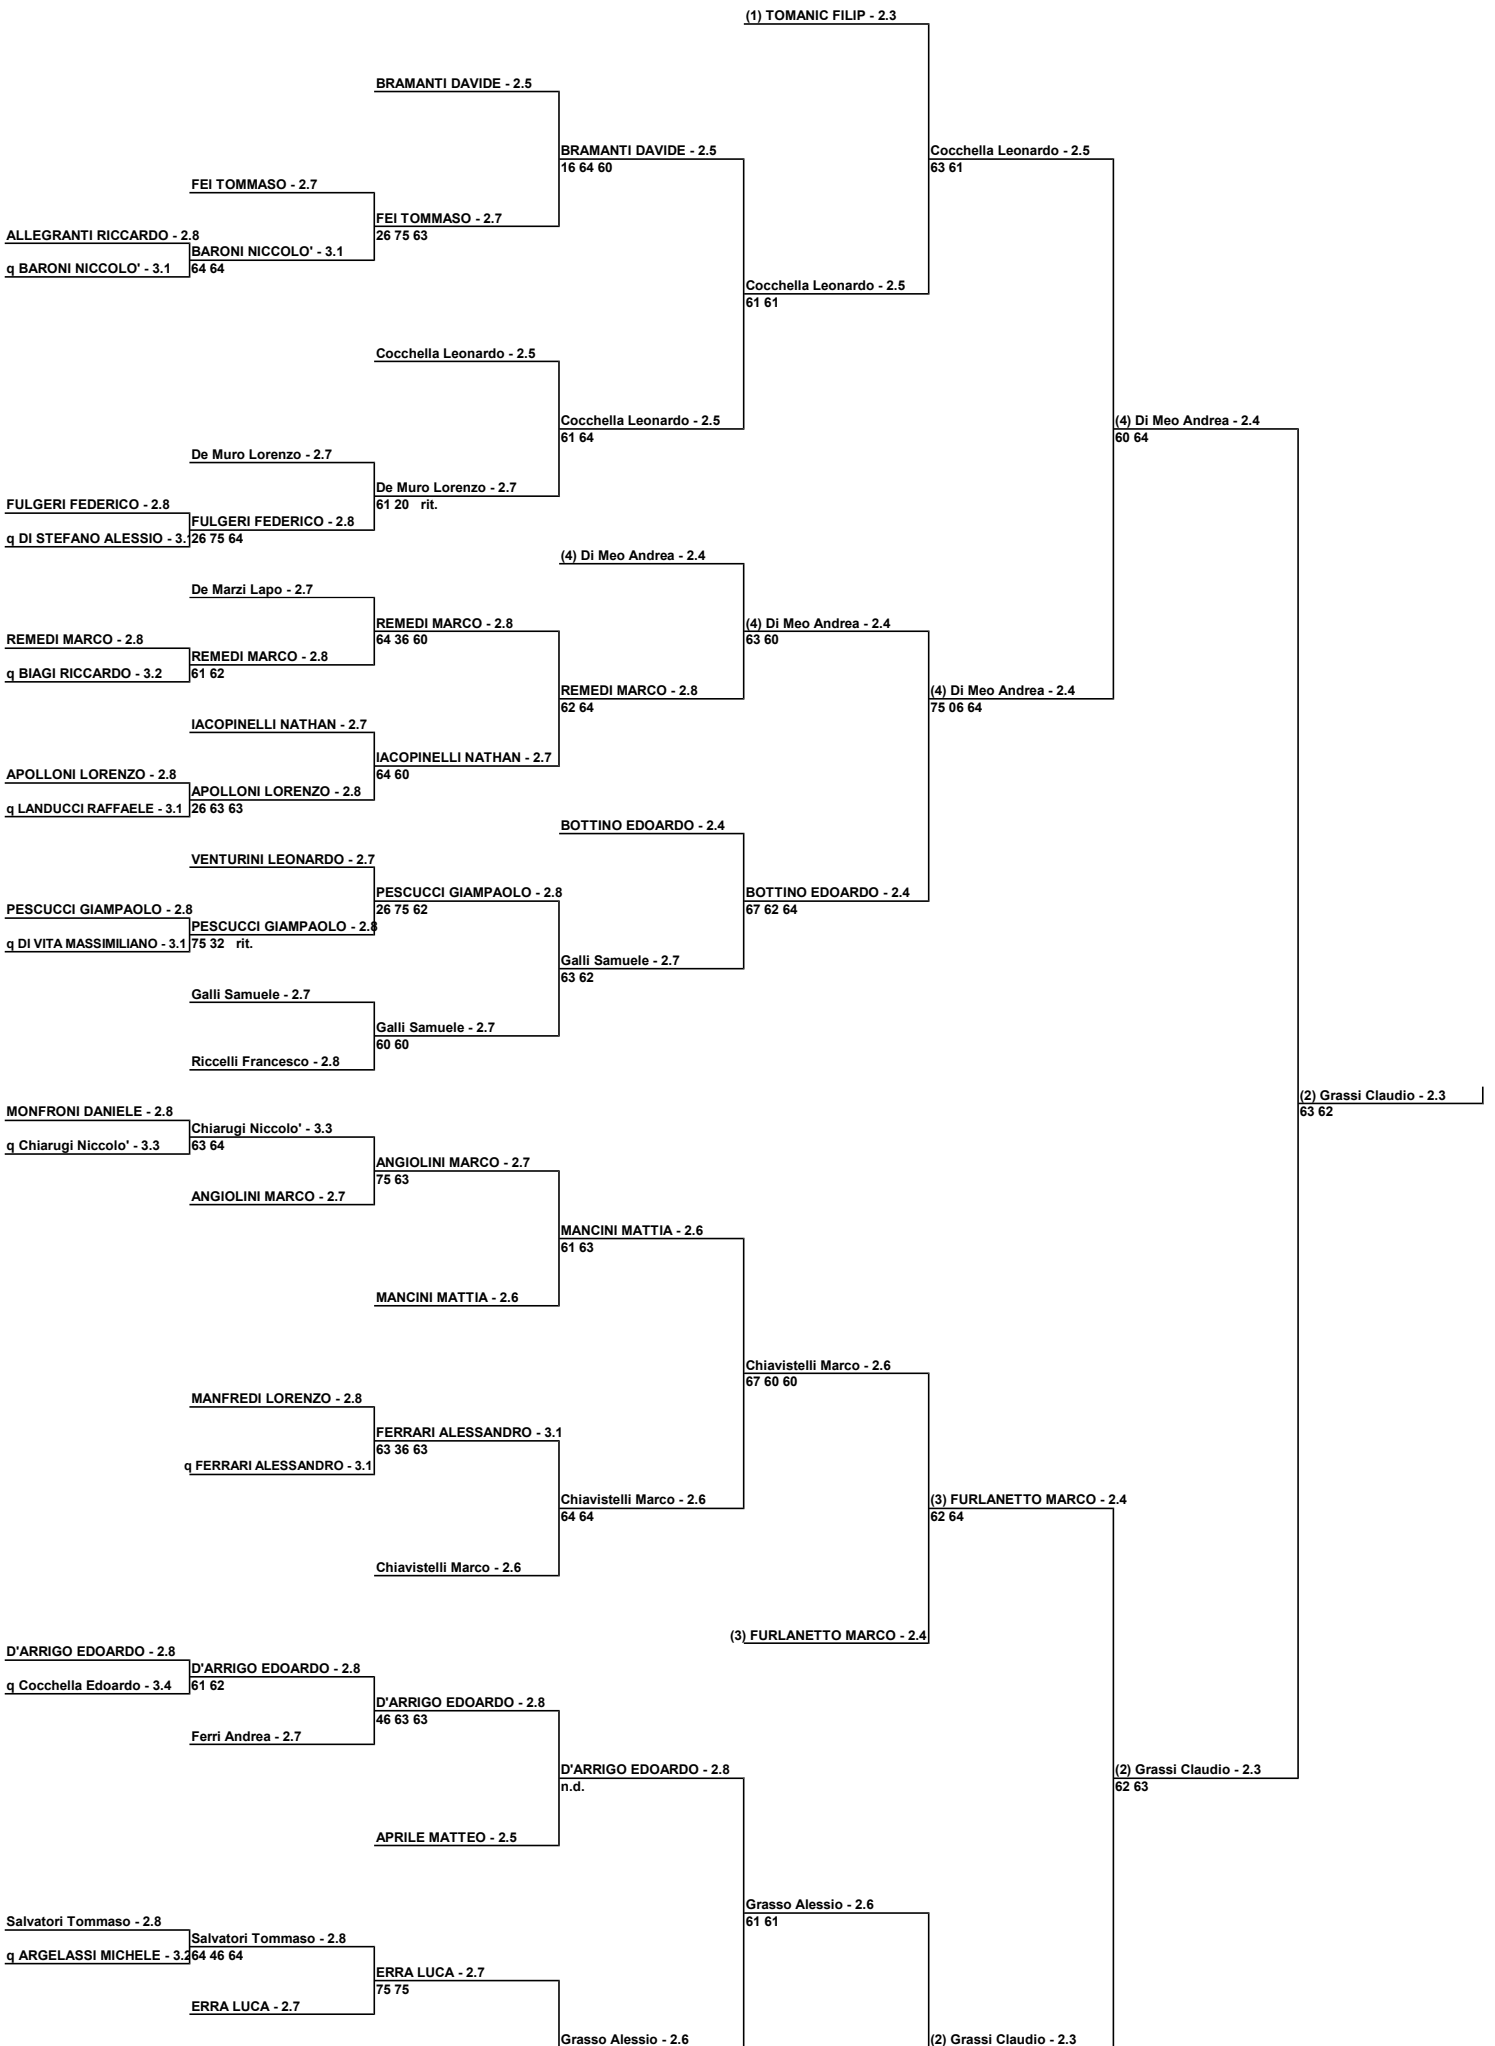 (1) TOMANIC FILIP - 2.3
BRAMANTI DAVIDE - 2.5
BRAMANTI DAVIDE - 2.5
16 64 60
Cocchella Leonardo - 2.5
63 61
FEI TOMMASO - 2.7
FEI TOMMASO - 2.7
26 75 63
ALLEGRANTI RICCARDO - 2.8
BARONI NICCOLO' - 3.1
64 64
q BARONI NICCOLO' - 3.1
Cocchella Leonardo - 2.5
61 61
Cocchella Leonardo - 2.5
Cocchella Leonardo - 2.5
61 64
(4) Di Meo Andrea - 2.4
60 64
De Muro Lorenzo - 2.7
De Muro Lorenzo - 2.7
61 20 rit.
FULGERI FEDERICO - 2.8
FULGERI FEDERICO - 2.8
26 75 64
q DI STEFANO ALESSIO - 3.1
(4) Di Meo Andrea - 2.4
De Marzi Lapo - 2.7
REMEDI MARCO - 2.8
64 36 60
(4) Di Meo Andrea - 2.4
63 60
REMEDI MARCO - 2.8
REMEDI MARCO - 2.8
61 62
q BIAGI RICCARDO - 3.2
REMEDI MARCO - 2.8
62 64
(4) Di Meo Andrea - 2.4
75 06 64
IACOPINELLI NATHAN - 2.7
IACOPINELLI NATHAN - 2.7
64 60
APOLLONI LORENZO - 2.8
APOLLONI LORENZO - 2.8
26 63 63
q LANDUCCI RAFFAELE - 3.1
BOTTINO EDOARDO - 2.4
VENTURINI LEONARDO - 2.7
PESCUCCI GIAMPAOLO - 2.8
26 75 62
BOTTINO EDOARDO - 2.4
67 62 64
PESCUCCI GIAMPAOLO - 2.8
PESCUCCI GIAMPAOLO - 2.8
75 32 rit.
q DI VITA MASSIMILIANO - 3.1
Galli Samuele - 2.7
63 62
Galli Samuele - 2.7
Galli Samuele - 2.7
60 60
Riccelli Francesco - 2.8
(2) Grassi Claudio - 2.3
63 62
MONFRONI DANIELE - 2.8
Chiarugi Niccolo' - 3.3
63 64
q Chiarugi Niccolo' - 3.3
ANGIOLINI MARCO - 2.7
75 63
ANGIOLINI MARCO - 2.7
MANCINI MATTIA - 2.6
61 63
MANCINI MATTIA - 2.6
Chiavistelli Marco - 2.6
67 60 60
MANFREDI LORENZO - 2.8
FERRARI ALESSANDRO - 3.1
63 36 63
q FERRARI ALESSANDRO - 3.1
Chiavistelli Marco - 2.6
64 64
(3) FURLANETTO MARCO - 2.4
62 64
Chiavistelli Marco - 2.6
(3) FURLANETTO MARCO - 2.4
D'ARRIGO EDOARDO - 2.8
D'ARRIGO EDOARDO - 2.8
61 62
q Cocchella Edoardo - 3.4
D'ARRIGO EDOARDO - 2.8
46 63 63
Ferri Andrea - 2.7
D'ARRIGO EDOARDO - 2.8
n.d.
(2) Grassi Claudio - 2.3
62 63
APRILE MATTEO - 2.5
Grasso Alessio - 2.6
61 61
Salvatori Tommaso - 2.8
Salvatori Tommaso - 2.8
64 46 64
q ARGELASSI MICHELE - 3.2
ERRA LUCA - 2.7
75 75
ERRA LUCA - 2.7
Grasso Alessio - 2.6
(2) Grassi Claudio - 2.3